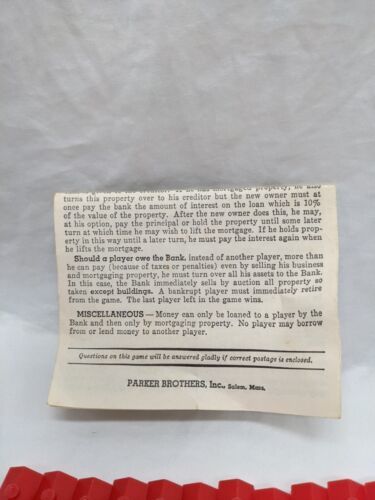 If he has mortgaged property, he also
turns this property over to his creditor but the new owner must at
once pay the bank the amount of interest on the loan which is 10%
of the value of the property. After the new owner does this, he may,
at his option, pay the principal or hold the property until some later
turn at which time he may wish to lift the mortgage. If he holds prop-
erty in this way until a later turn, he must pay the interest again when
he lifts the mortgage.
Should a player owe the Bank, instead of another player, more than
he can pay (because of taxes or penalties) even by selling his business
and mortgaging property, he must turn over all his assets to the Bank.
In this case, the Bank immediately sells by auction all property so
taken except buildings. A bankrupt player must immediately retire
from the game. The last player left in the game wins.
MISCELLANEOUS — Money can only be loaned to a player by the
Bank and then only by mortgaging property. No player may borrow
from or lend money to another player.
Questions on this game will be answered gladly if correct postage is enclosed.
PARKER BROTHERS, Inc., Salem, Mass.